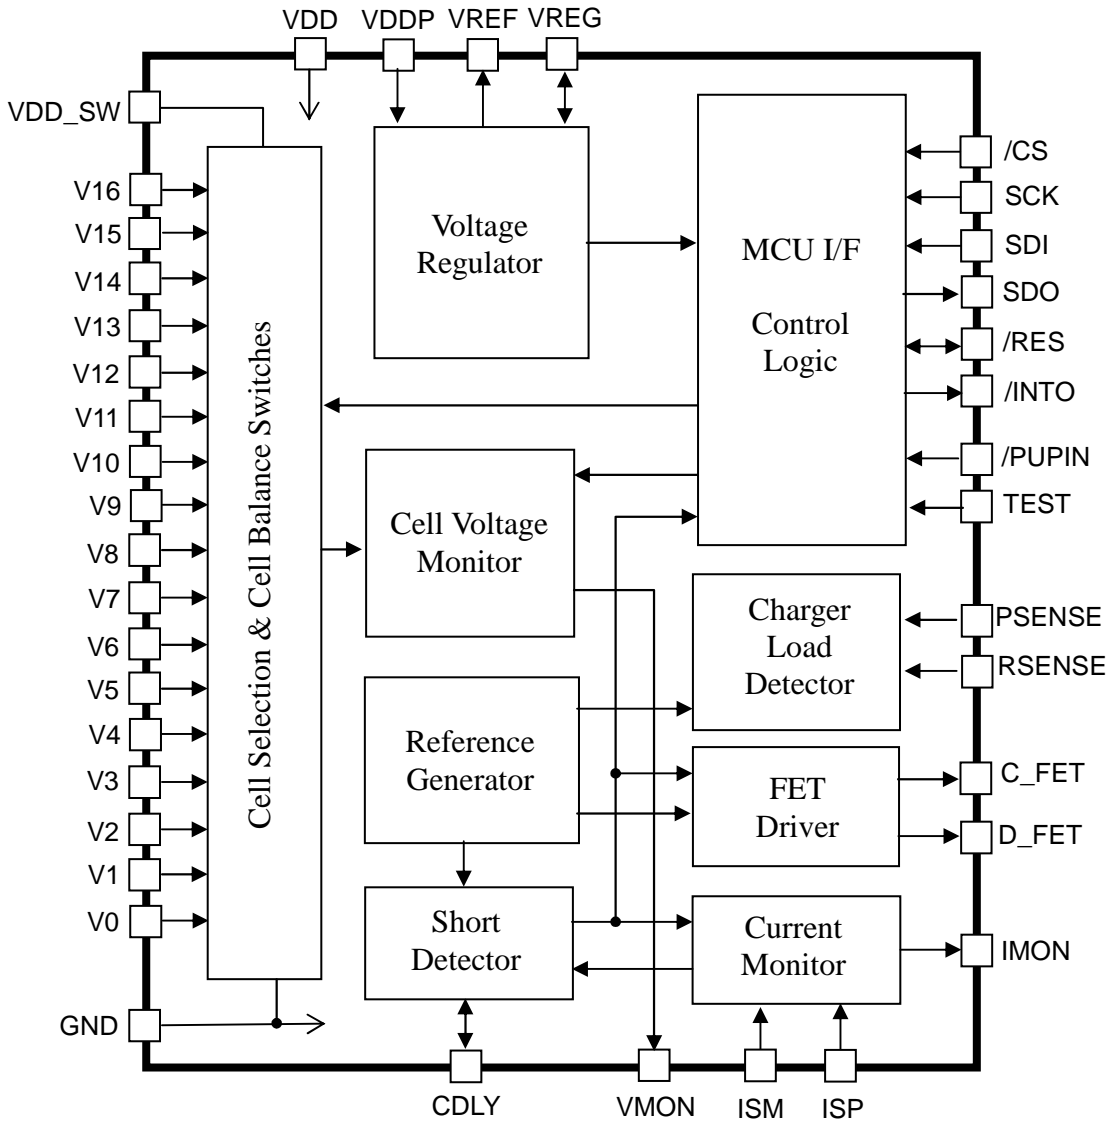 VDD
VDDP
VREF
VREG
VDD_SW
V16
V15
V14
V13
V12
V11
V10
V9
V8
V7
V6
V5
V4
V3
V2
V1
V0
GND
Cell Selection & Cell Balance Switches
Voltage
Regulator
MCU I/F
Control
Logic
Cell Voltage
Monitor
Charger
Load
Detector
Reference
Generator
FET
Driver
Short
Detector
Current
Monitor
/CS
SCK
SDI
SDO
/RES
/INTO
/PUPIN
TEST
PSENSE
RSENSE
C_FET
D_FET
IMON
CDLY
VMON
ISM
ISP